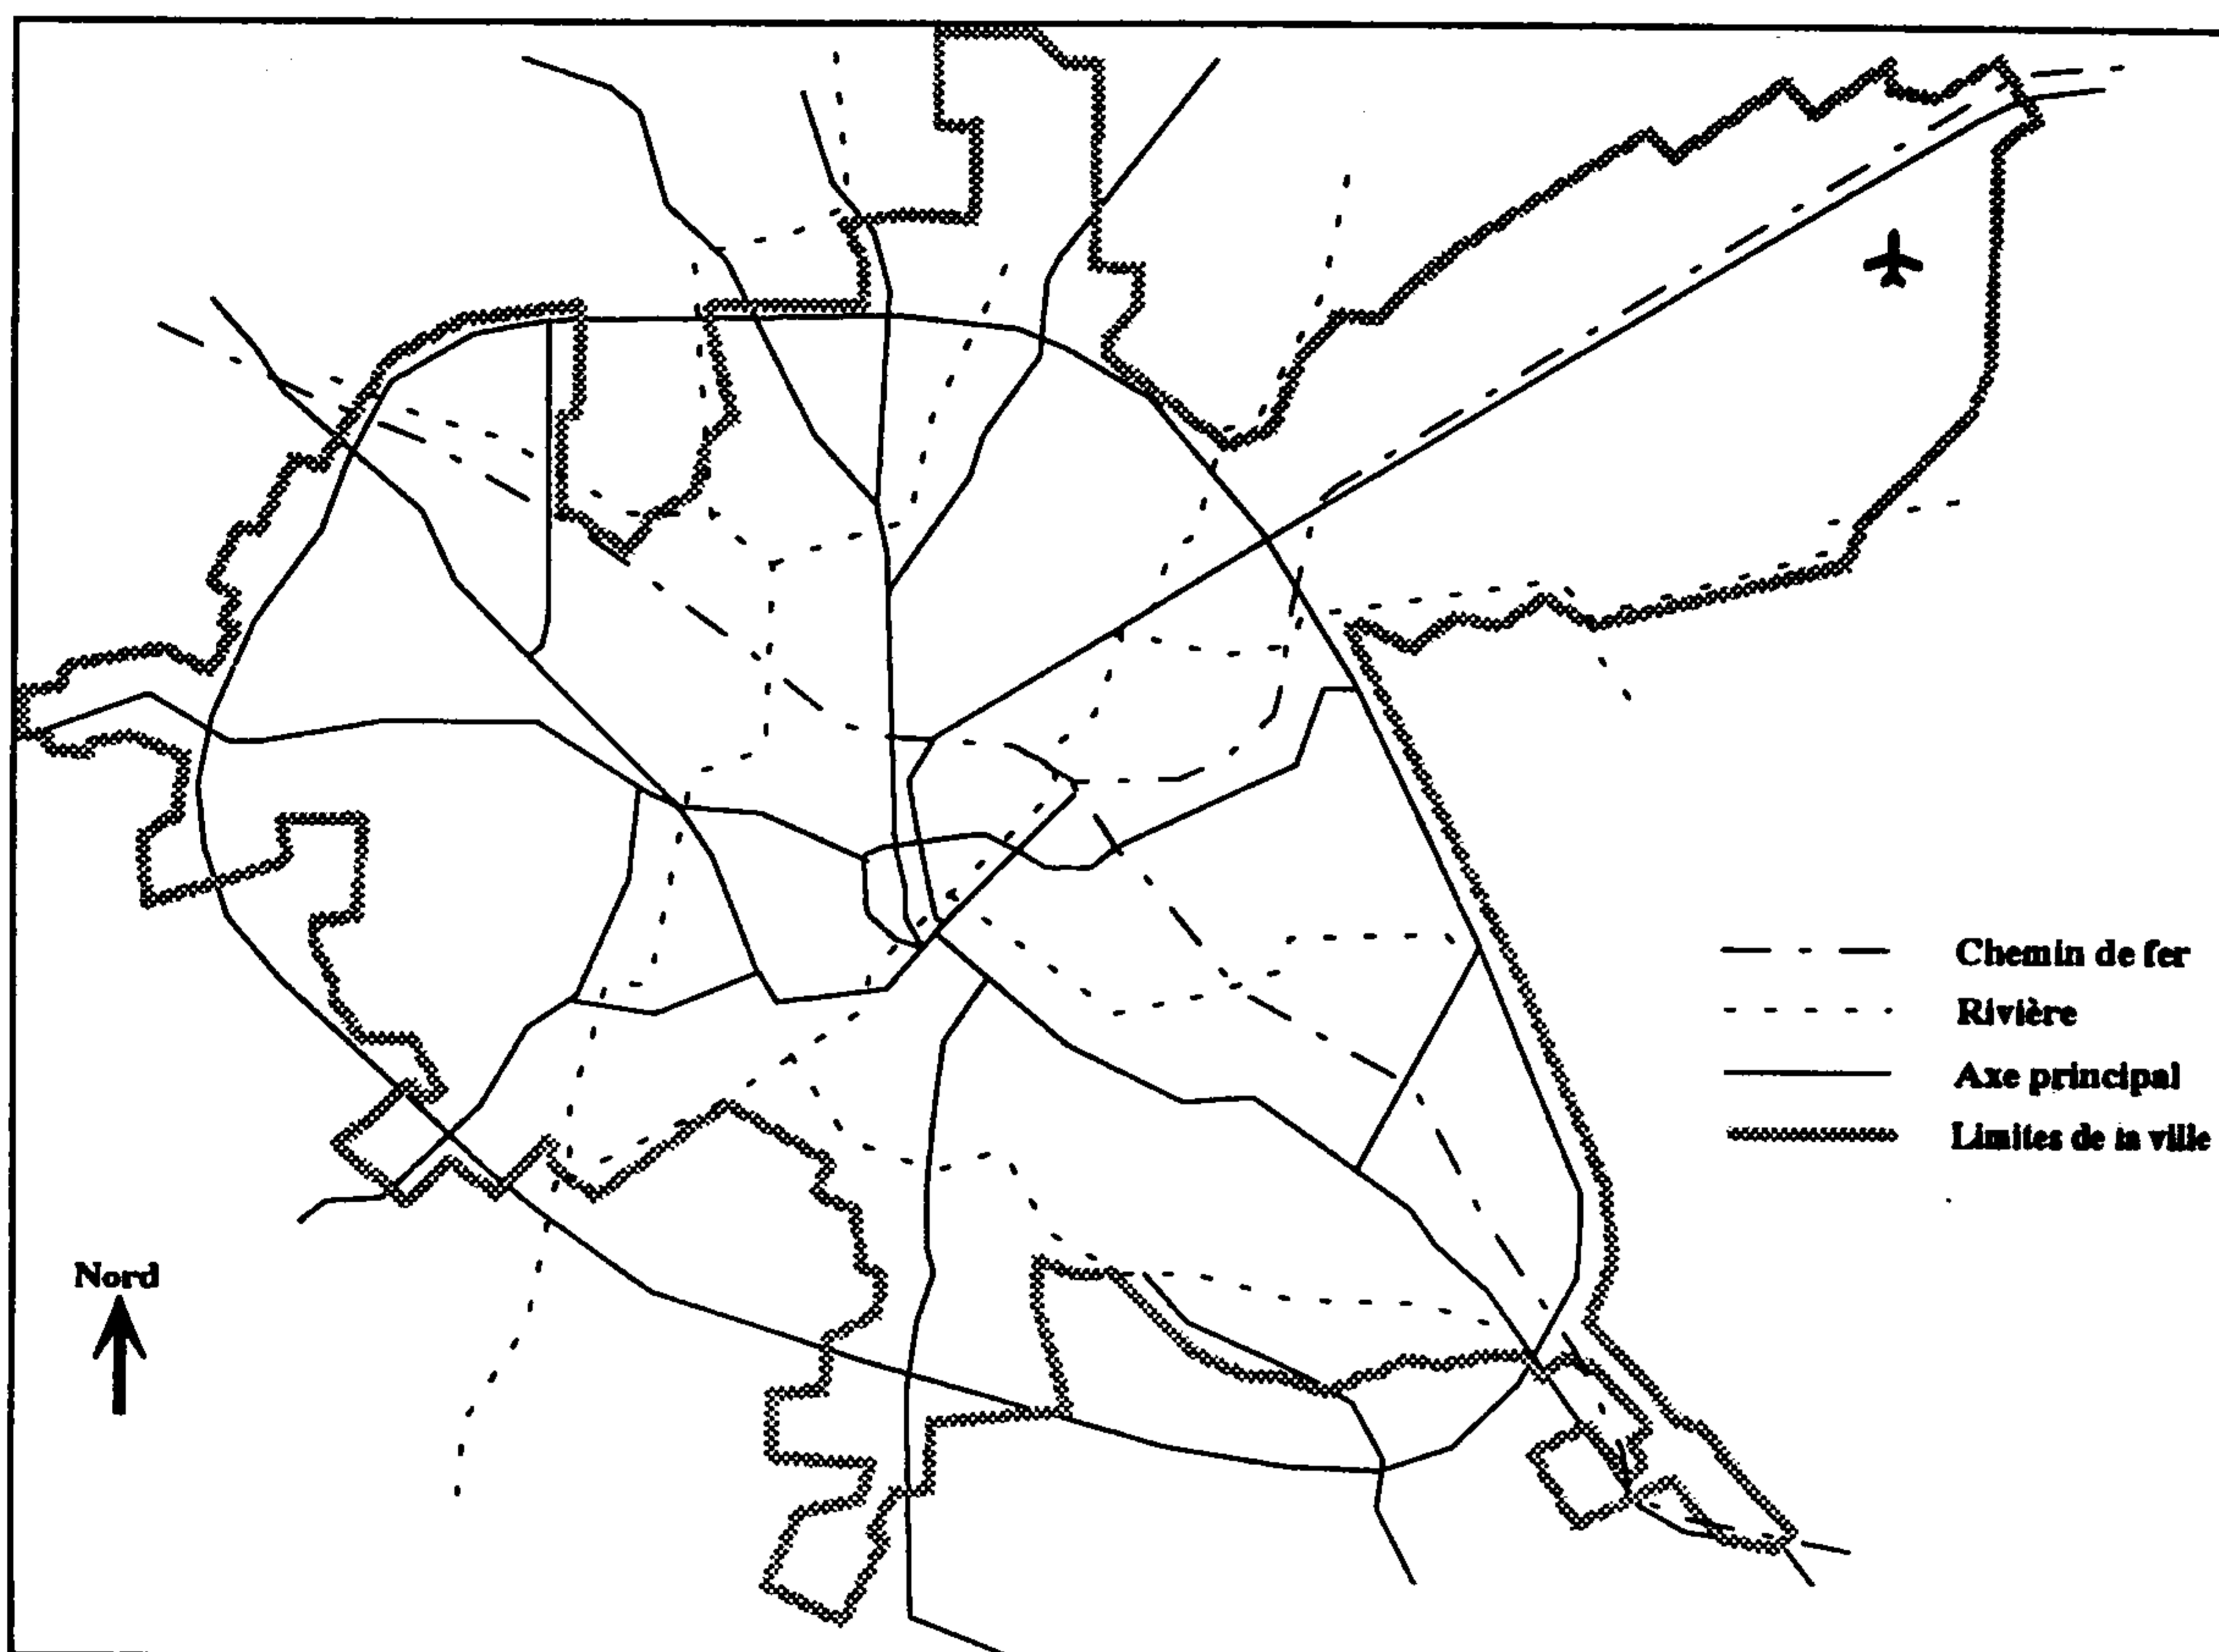 Chemin de fer
Rivière
Axe principal
Limites de la ville
Nord